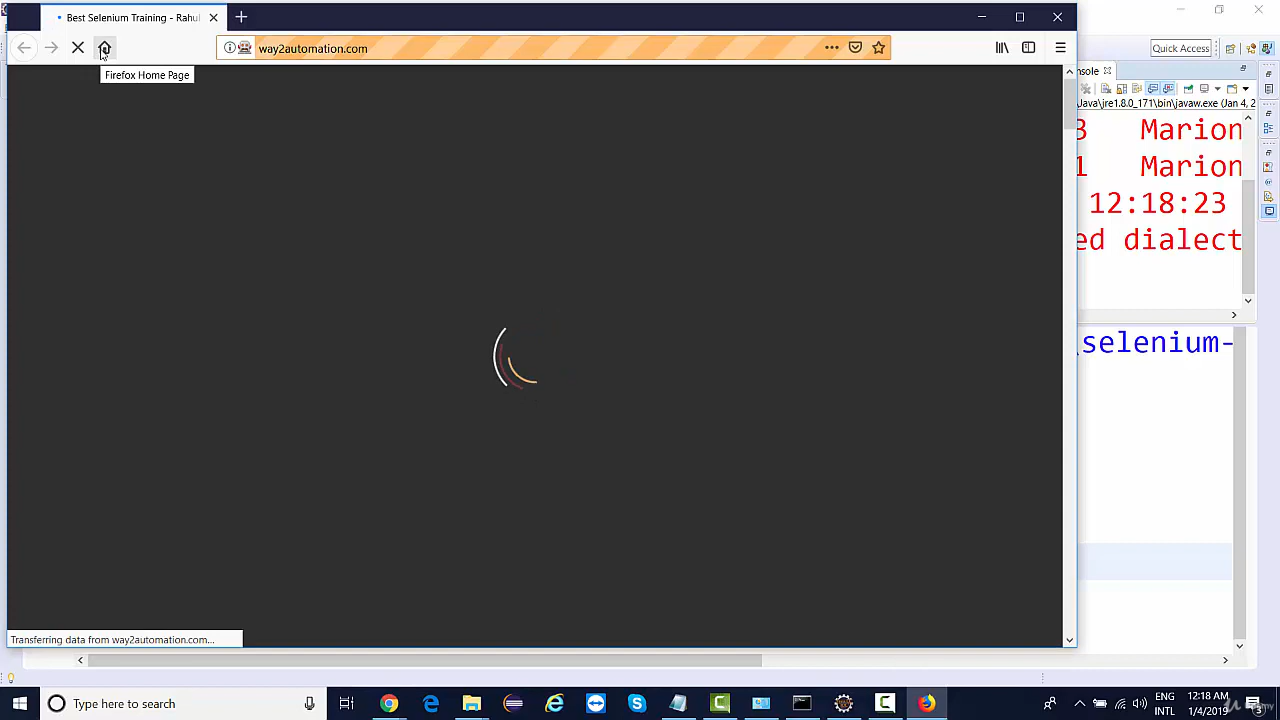 Best Selenium Training - Rahul
way2automation.com
Quick Access
Firefox Home Page
nsole
Java\jre1.8.0_171\bin\javaw.exe (Jan 4, 2
3 Marion
1 Marion
12:18:23
ed dialect
\selenium-
Transferring data from way2automation.com...
Type here to search
ENG
INTL
12:18 AM
1/4/2019